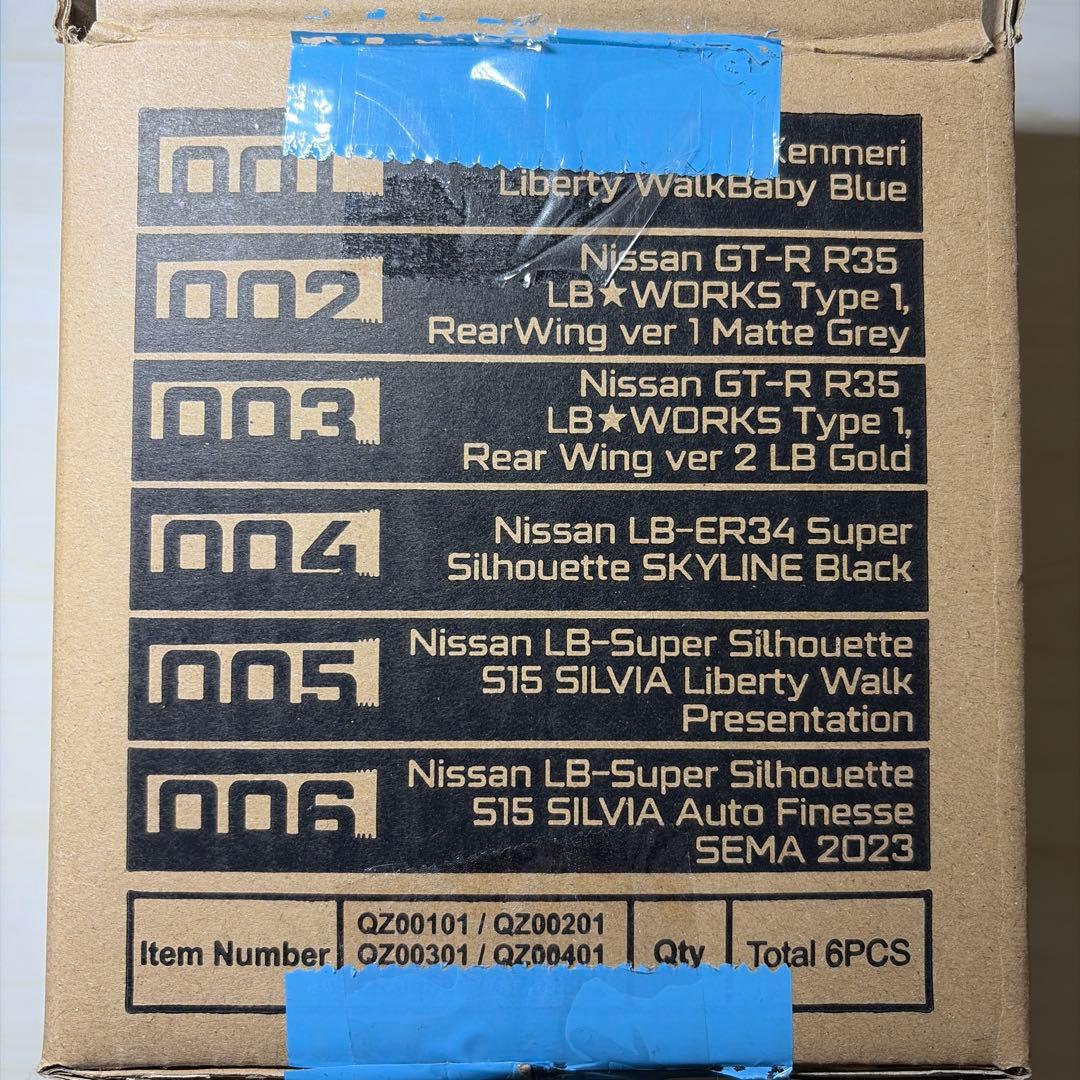 001
Kenmeri
Liberty WalkBaby Blue
002
Nissan GT-R R35
LB★WORKS Type 1,
RearWing ver 1 Matte Grey
003
Nissan GT-R R35
LB★WORKS Type 1,
Rear Wing ver 2 LB Gold
004
Nissan LB-ER34 Super
Silhouette SKYLINE Black
005
Nissan LB-Super Silhouette
S15 SILVIA Liberty Walk
Presentation
006
Nissan LB-Super Silhouette
S15 SILVIA Auto Finesse
SEMA 2023
Item Number
QZ00101 / QZ00201
QZ00301 / QZ00401
Qty
Total 6PCS